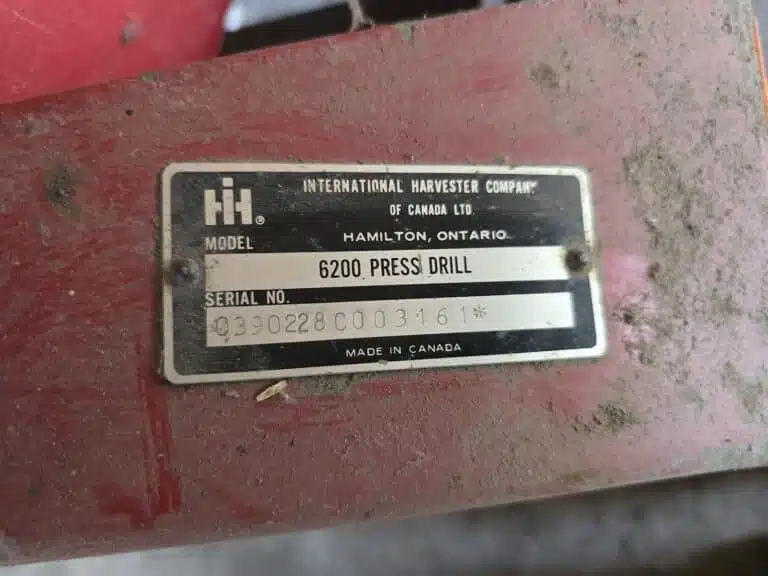 IH®
INTERNATIONAL HARVESTER COMPANY
OF CANADA LTD
HAMILTON, ONTARIO
MODEL
6200 PRESS DRILL
SERIAL NO.
0390228C003161*
MADE IN CANADA